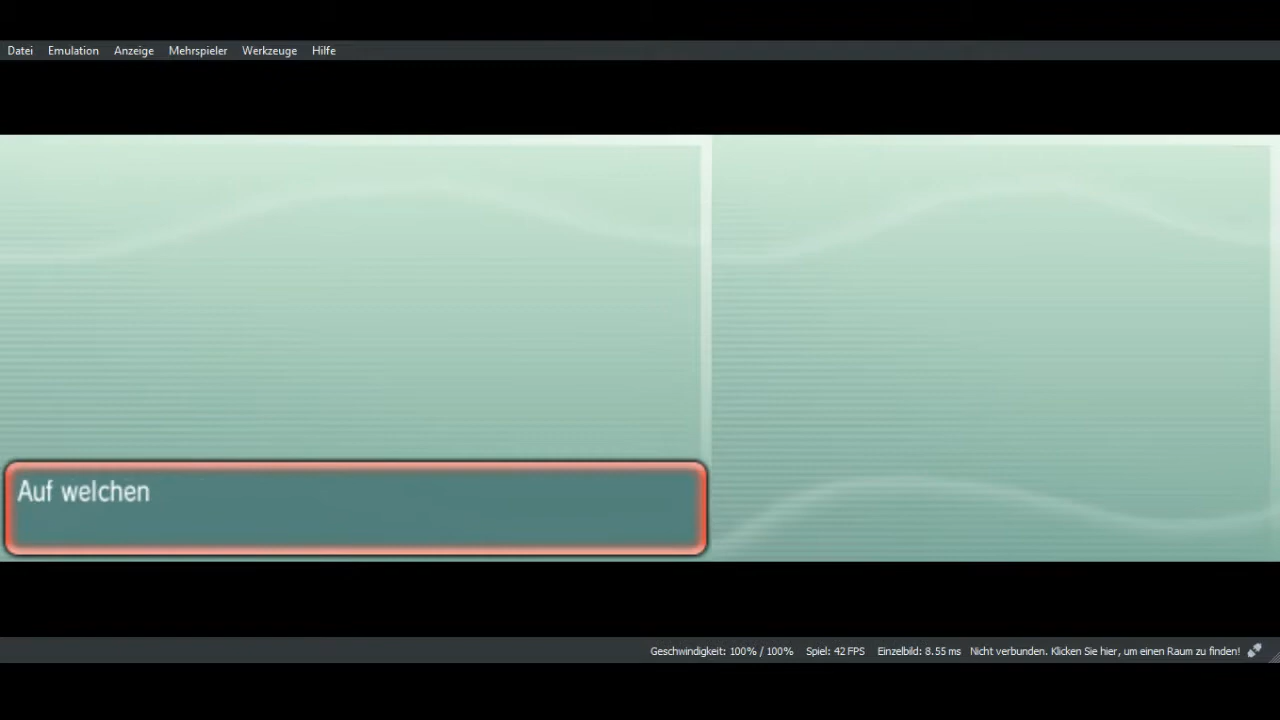 Datei Emulation Anzeige Mehrspieler Werkzeuge Hilfe
Auf welchen
Geschwindigkeit: 100% / 100% Spiel: 42 FPS Einzelbild: 8.55 ms Nicht verbunden. Klicken Sie hier, um einen Raum zu finden!